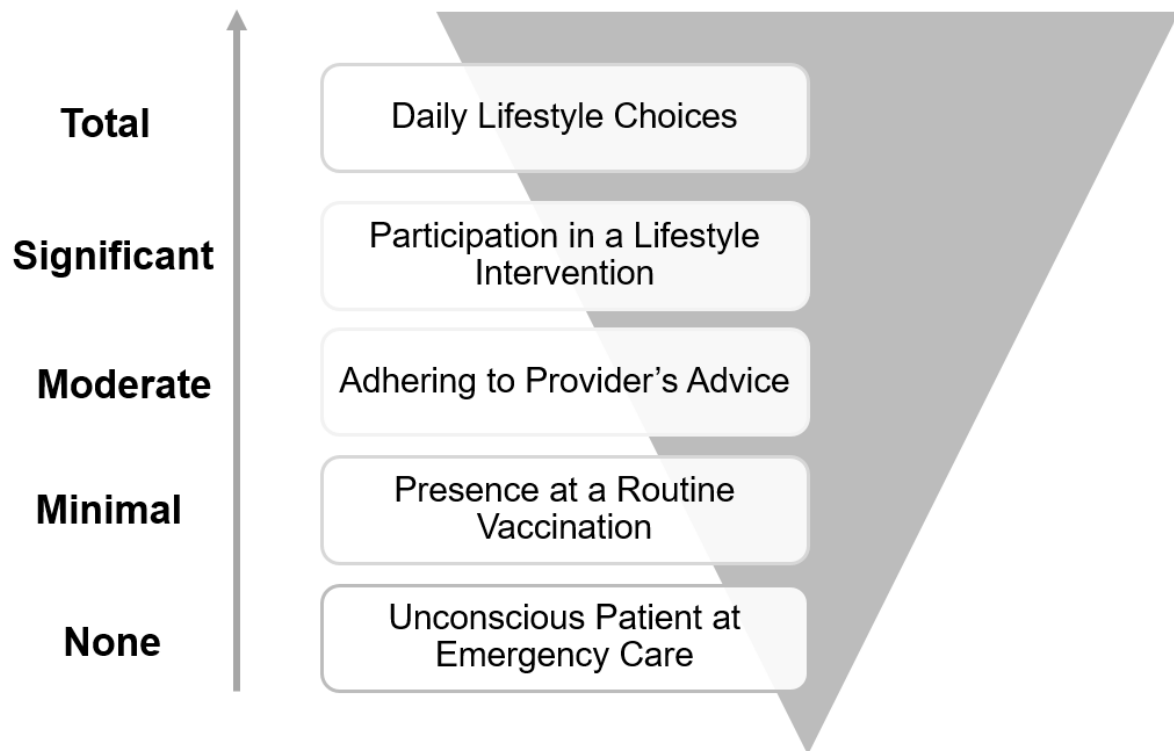 Total
Daily Lifestyle Choices
Significant
Participation in a Lifestyle
Intervention
Moderate
Adhering to Provider’s Advice
Minimal
Presence at a Routine
Vaccination
None
Unconscious Patient at
Emergency Care